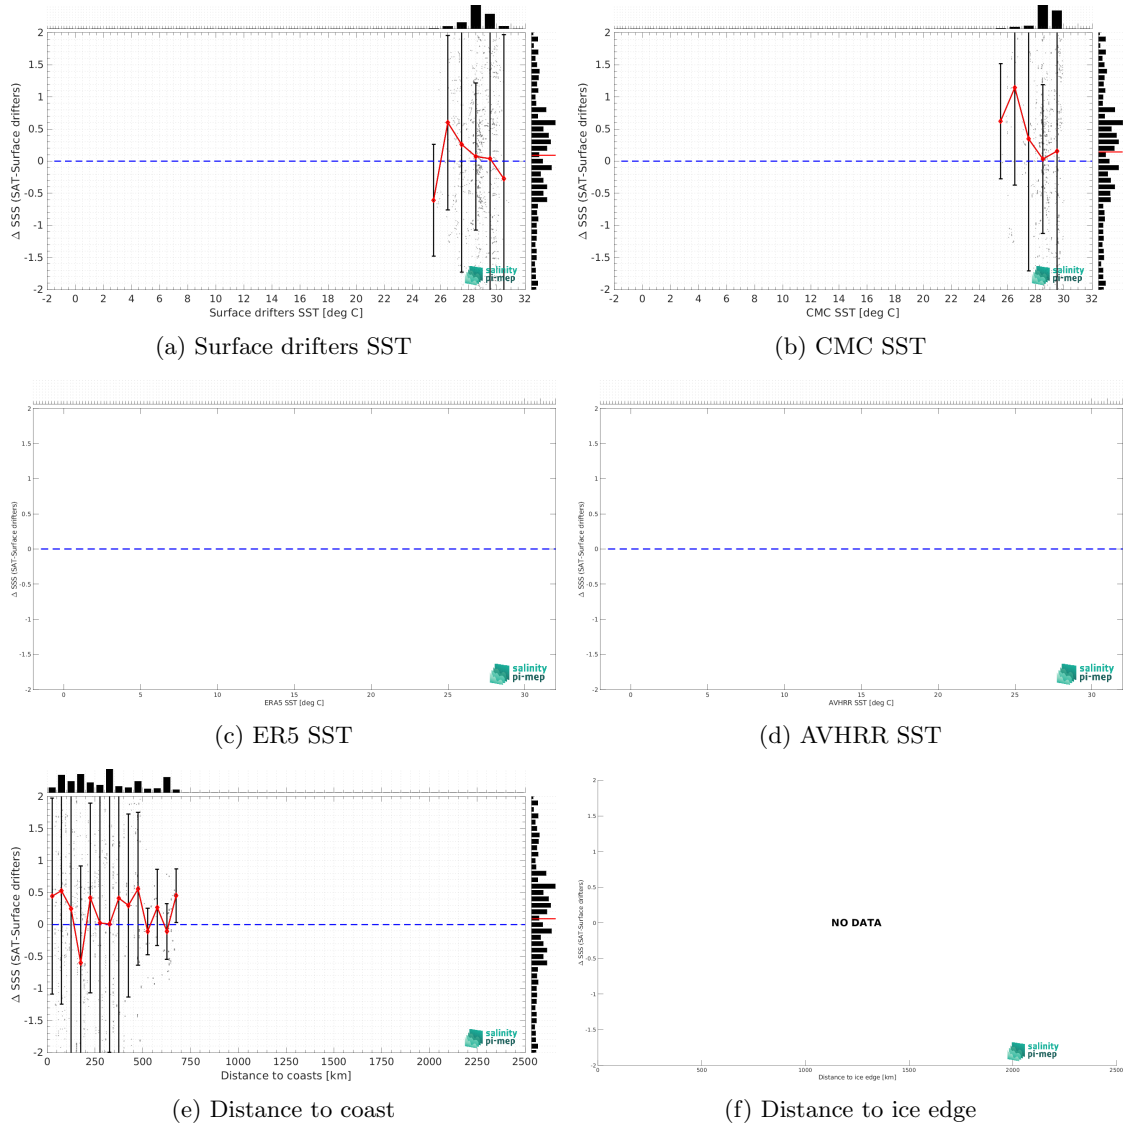 2
1.5
1
0.5
0
-0.5
-1
-1.5
-2
Δ SSS (SAT-Surface drifters)
-2 0 2 4 6 8 10 12 14 16 18 20 22 24 26 28 30 32
Surface drifters SST [deg C]
salinity
pi-mep
(a) Surface drifters SST
2
1.5
1
0.5
0
-0.5
-1
-1.5
-2
Δ SSS (SAT-Surface drifters)
-2 0 2 4 6 8 10 12 14 16 18 20 22 24 26 28 30 32
CMC SST [deg C]
salinity
pi-mep
(b) CMC SST
2
1.5
1
0.5
0
-0.5
-1
-1.5
-2
Δ SSS (SAT-Surface drifters)
0 5 10 15 20 25 30
ERA5 SST [deg C]
salinity
pi-mep
(c) ER5 SST
2
1.5
1
0.5
0
-0.5
-1
-1.5
-2
Δ SSS (SAT-Surface drifters)
0 5 10 15 20 25 30
AVHRR SST [deg C]
salinity
pi-mep
(d) AVHRR SST
2
1.5
1
0.5
0
-0.5
-1
-1.5
-2
Δ SSS (SAT-Surface drifters)
0 250 500 750 1000 1250 1500 1750 2000 2250 2500
Distance to coasts [km]
salinity
pi-mep
(e) Distance to coast
2
1.5
1
0.5
0
-0.5
-1
-1.5
-2
Δ SSS (SAT-Surface drifters)
NO DATA
0 500 1000 1500 2000 2500
Distance to ice edge [km]
salinity
pi-mep
(f) Distance to ice edge